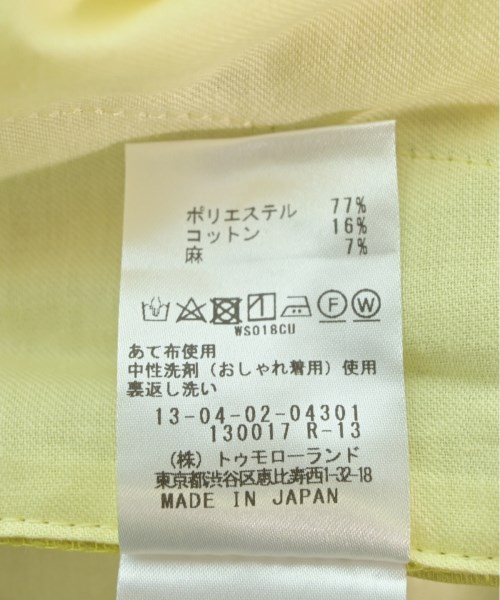 ポリエステル 77%
コットン 16%
麻 7%
F W
WS018CU
あて布使用
中性洗剤（おしゃれ着用）使用
裏返し洗い
13-04-02-04301
130017 R-13
（株）トゥモローランド
東京都渋谷区恵比寿西1-32-18
MADE IN JAPAN